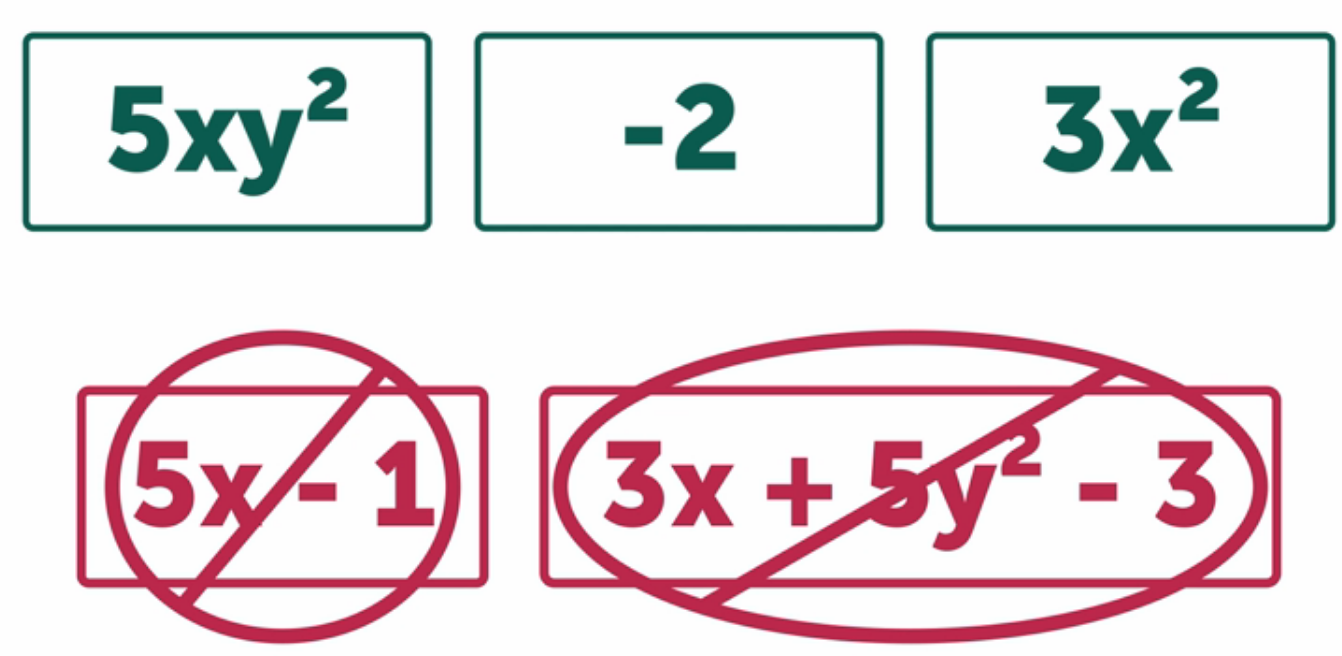 5xy² -2 3x²
5x - 1 3x + 5y² - 3